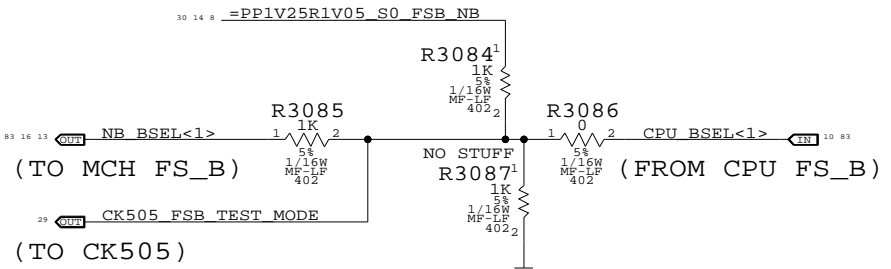 30 14 8 =PP1V25R1V05_S0_FSB_NB
R3084 1
1K
5%
1/16W
MF-LF
402 2
R3085
1K
1 2
5%
1/16W
MF-LF
402
R3086
0
1 2
5%
1/16W
MF-LF
402
83 16 13 OUT NB_BSEL<1>
CPU_BSEL<1> IN 10 83
(TO MCH FS_B)
(FROM CPU FS_B)
NO STUFF
R3087 1
1K
5%
1/16W
MF-LF
402 2
29 OUT CK505_FSB_TEST_MODE
(TO CK505)